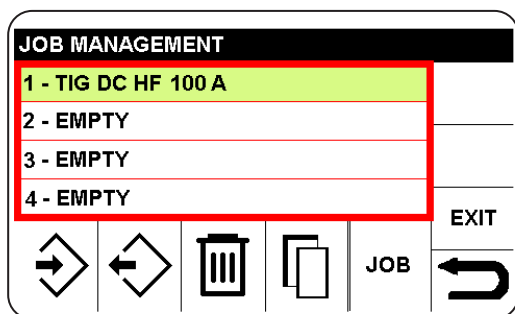 JOB MANAGEMENT
1 - TIG DC HF 100 A
2 - EMPTY
3 - EMPTY
4 - EMPTY
EXIT
JOB